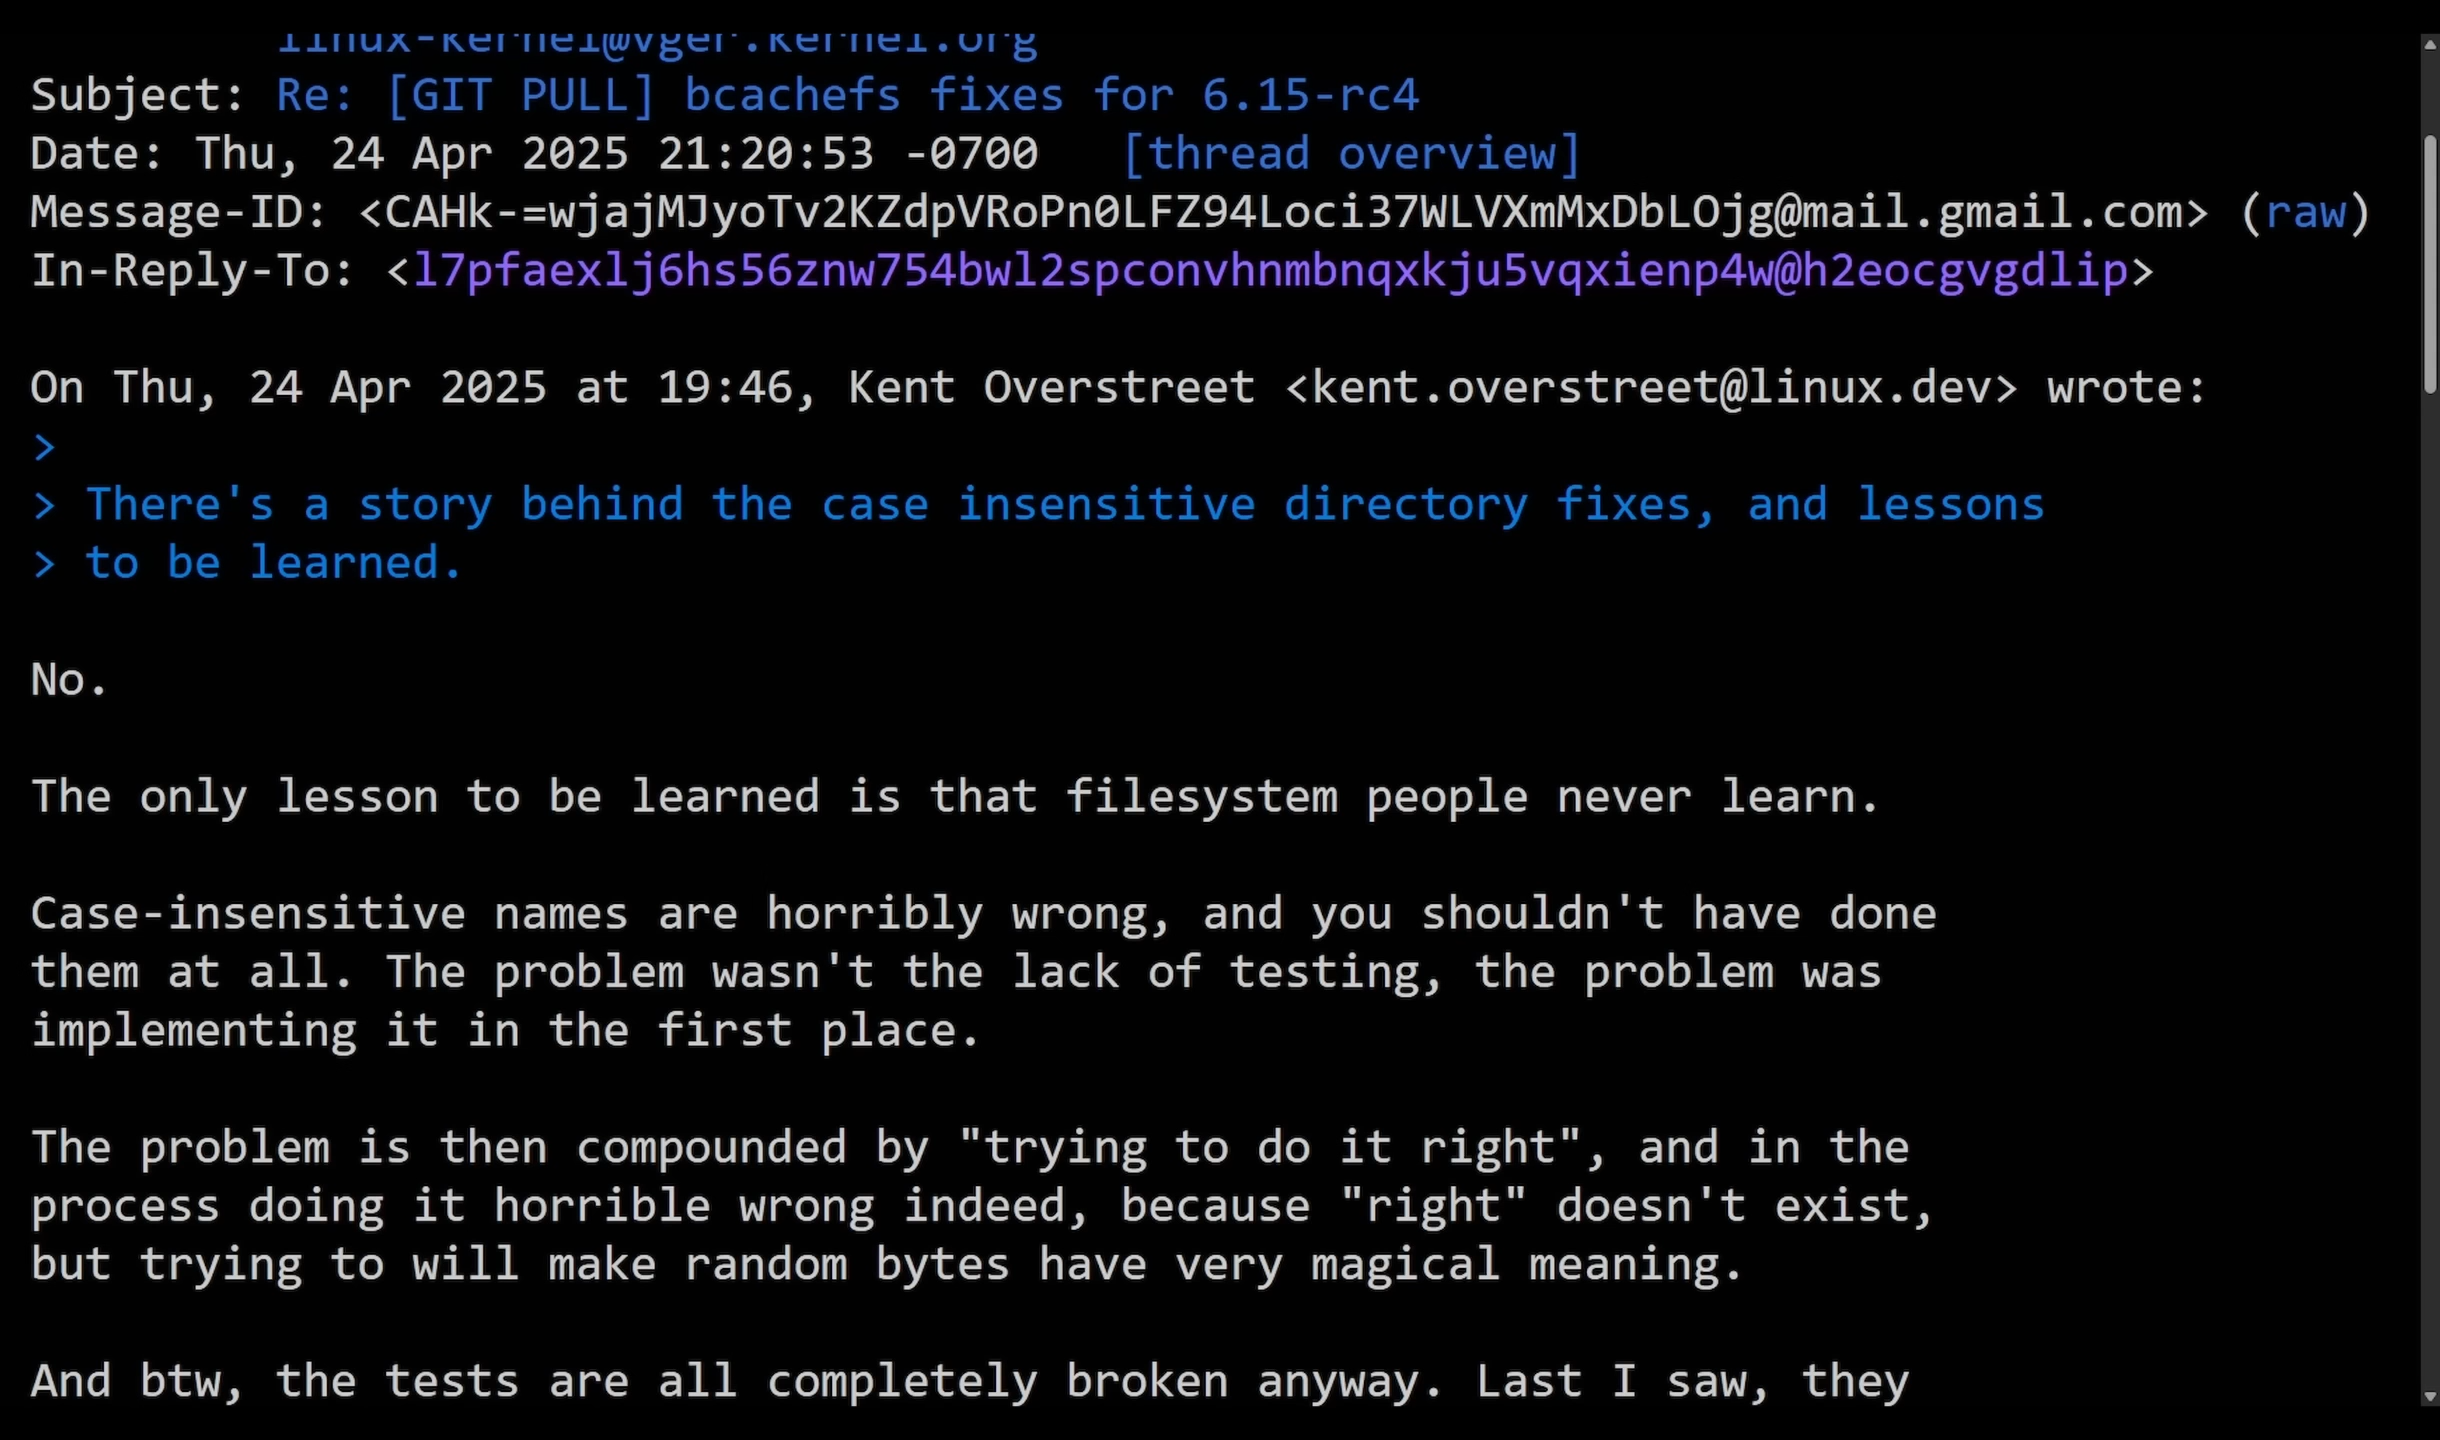 linux-kernel@vger.kernel.org
Subject: Re: [GIT PULL] bcachefs fixes for 6.15-rc4
Date: Thu, 24 Apr 2025 21:20:53 -0700   [thread overview]
Message-ID: <CAHk-=wjajMJyoTv2KZdpVRoPn0LFZ94Loci37WLVXmMxDbLOjg@mail.gmail.com> (raw)
In-Reply-To: <l7pfaexlj6hs56znw754bwl2spconvhnmbnqxkju5vqxienp4w@h2eocgvgdlip>
On Thu, 24 Apr 2025 at 19:46, Kent Overstreet <kent.overstreet@linux.dev> wrote:
>
> There's a story behind the case insensitive directory fixes, and lessons
> to be learned.
No.
The only lesson to be learned is that filesystem people never learn.
Case-insensitive names are horribly wrong, and you shouldn't have done
them at all. The problem wasn't the lack of testing, the problem was
implementing it in the first place.
The problem is then compounded by "trying to do it right", and in the
process doing it horrible wrong indeed, because "right" doesn't exist,
but trying to will make random bytes have very magical meaning.
And btw, the tests are all completely broken anyway. Last I saw, they